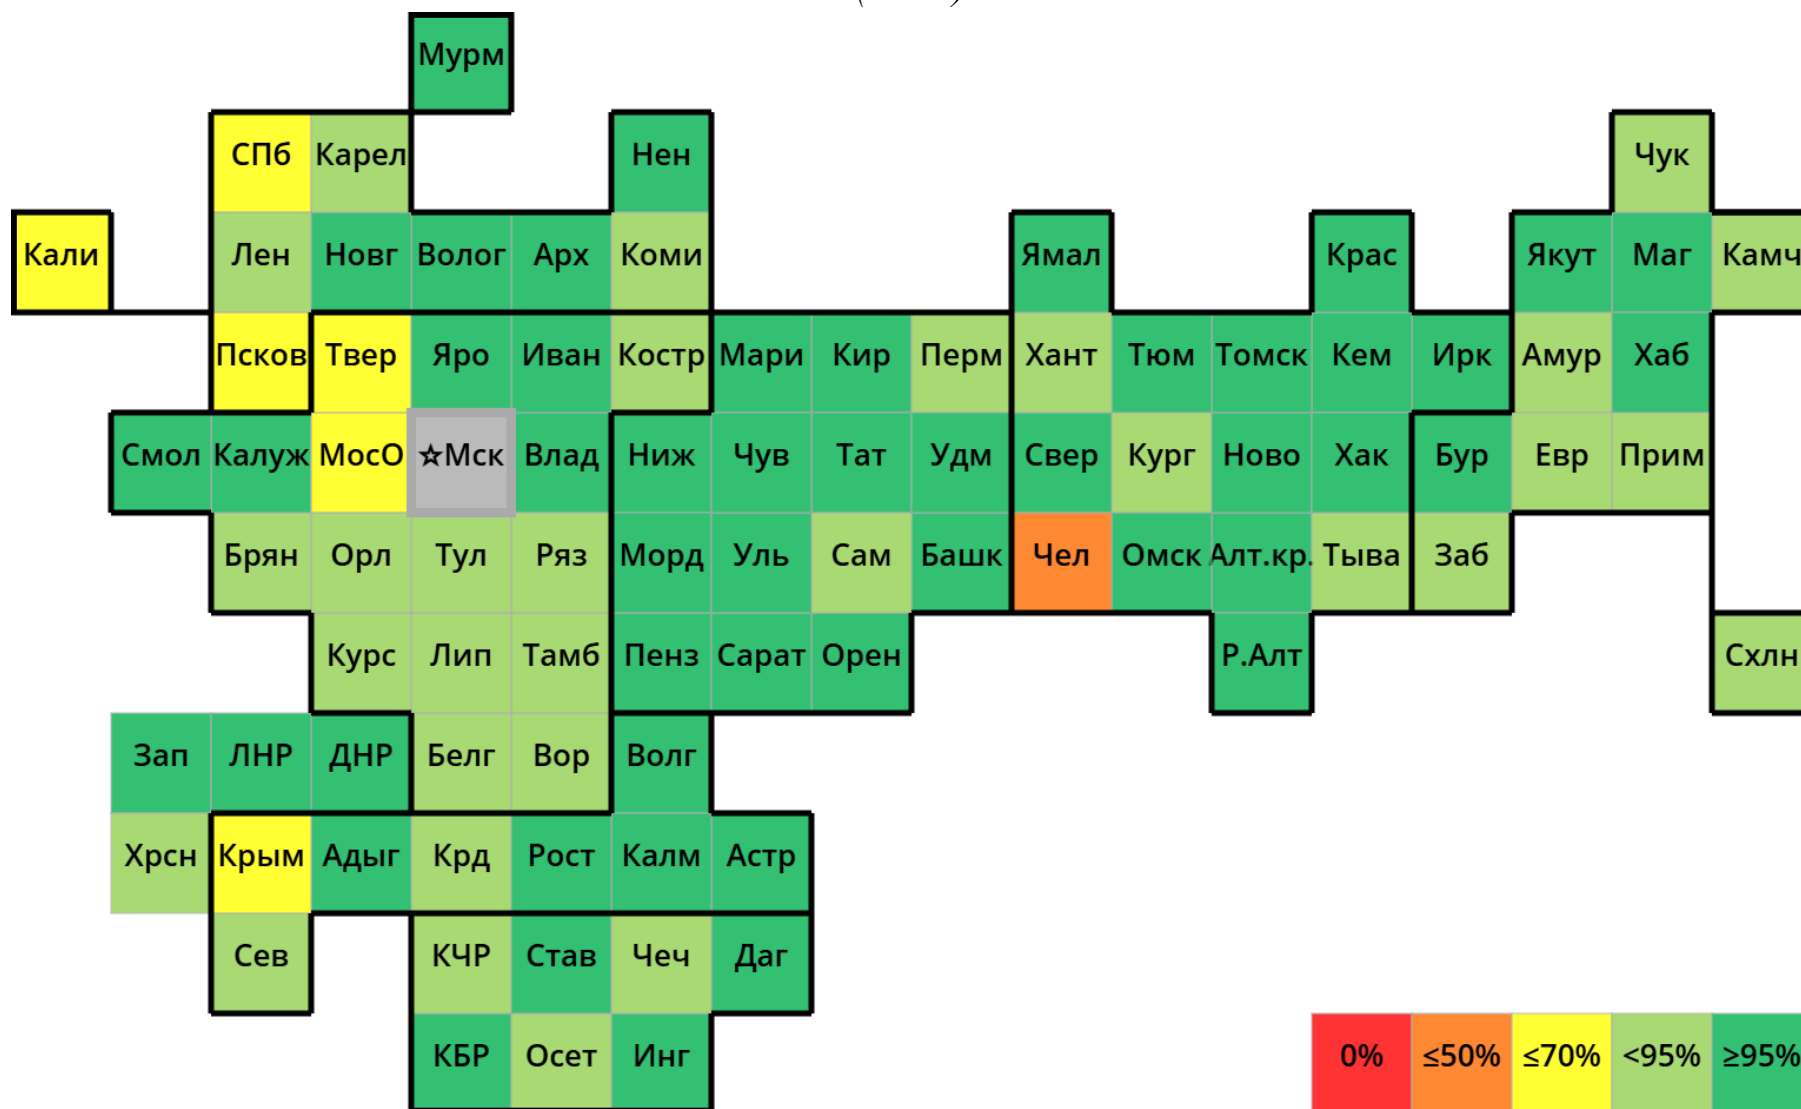 Мурм
СПб Карел Нен Чук
Кали Лен Новг Волог Арх Коми Ямал Крас Якут Маг Камч
Псков Твер Яро Иван Костр Мари Кир Перм Хант Тюм Томск Кем Ирк Амур Хаб
Смол Калуж МосО ☆Мск Влад Ниж Чув Тат Удм Свер Кург Ново Хак Бур Евр Прим
Брян Орл Тул Ряз Морд Уль Сам Башк Чел Омск Алт.кр. Тыва Заб
Курс Лип Тамб Пенз Сарат Орен Р.Алт Схлн
Зап ЛНР ДНР Белг Вор Волг
Хрсн Крым Адыг Крд Рост Калм Астр
Сев КЧР Став Чеч Даг
КБР Осет Инг 0% ≤50% ≤70% <95% ≥95%